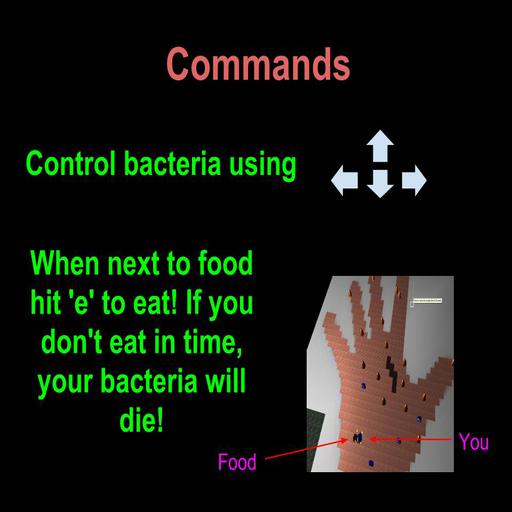 Commands
Control bacteria using
When next to food
hit 'e' to eat! If you
don't eat in time,
your bacteria will
die!
Food
You